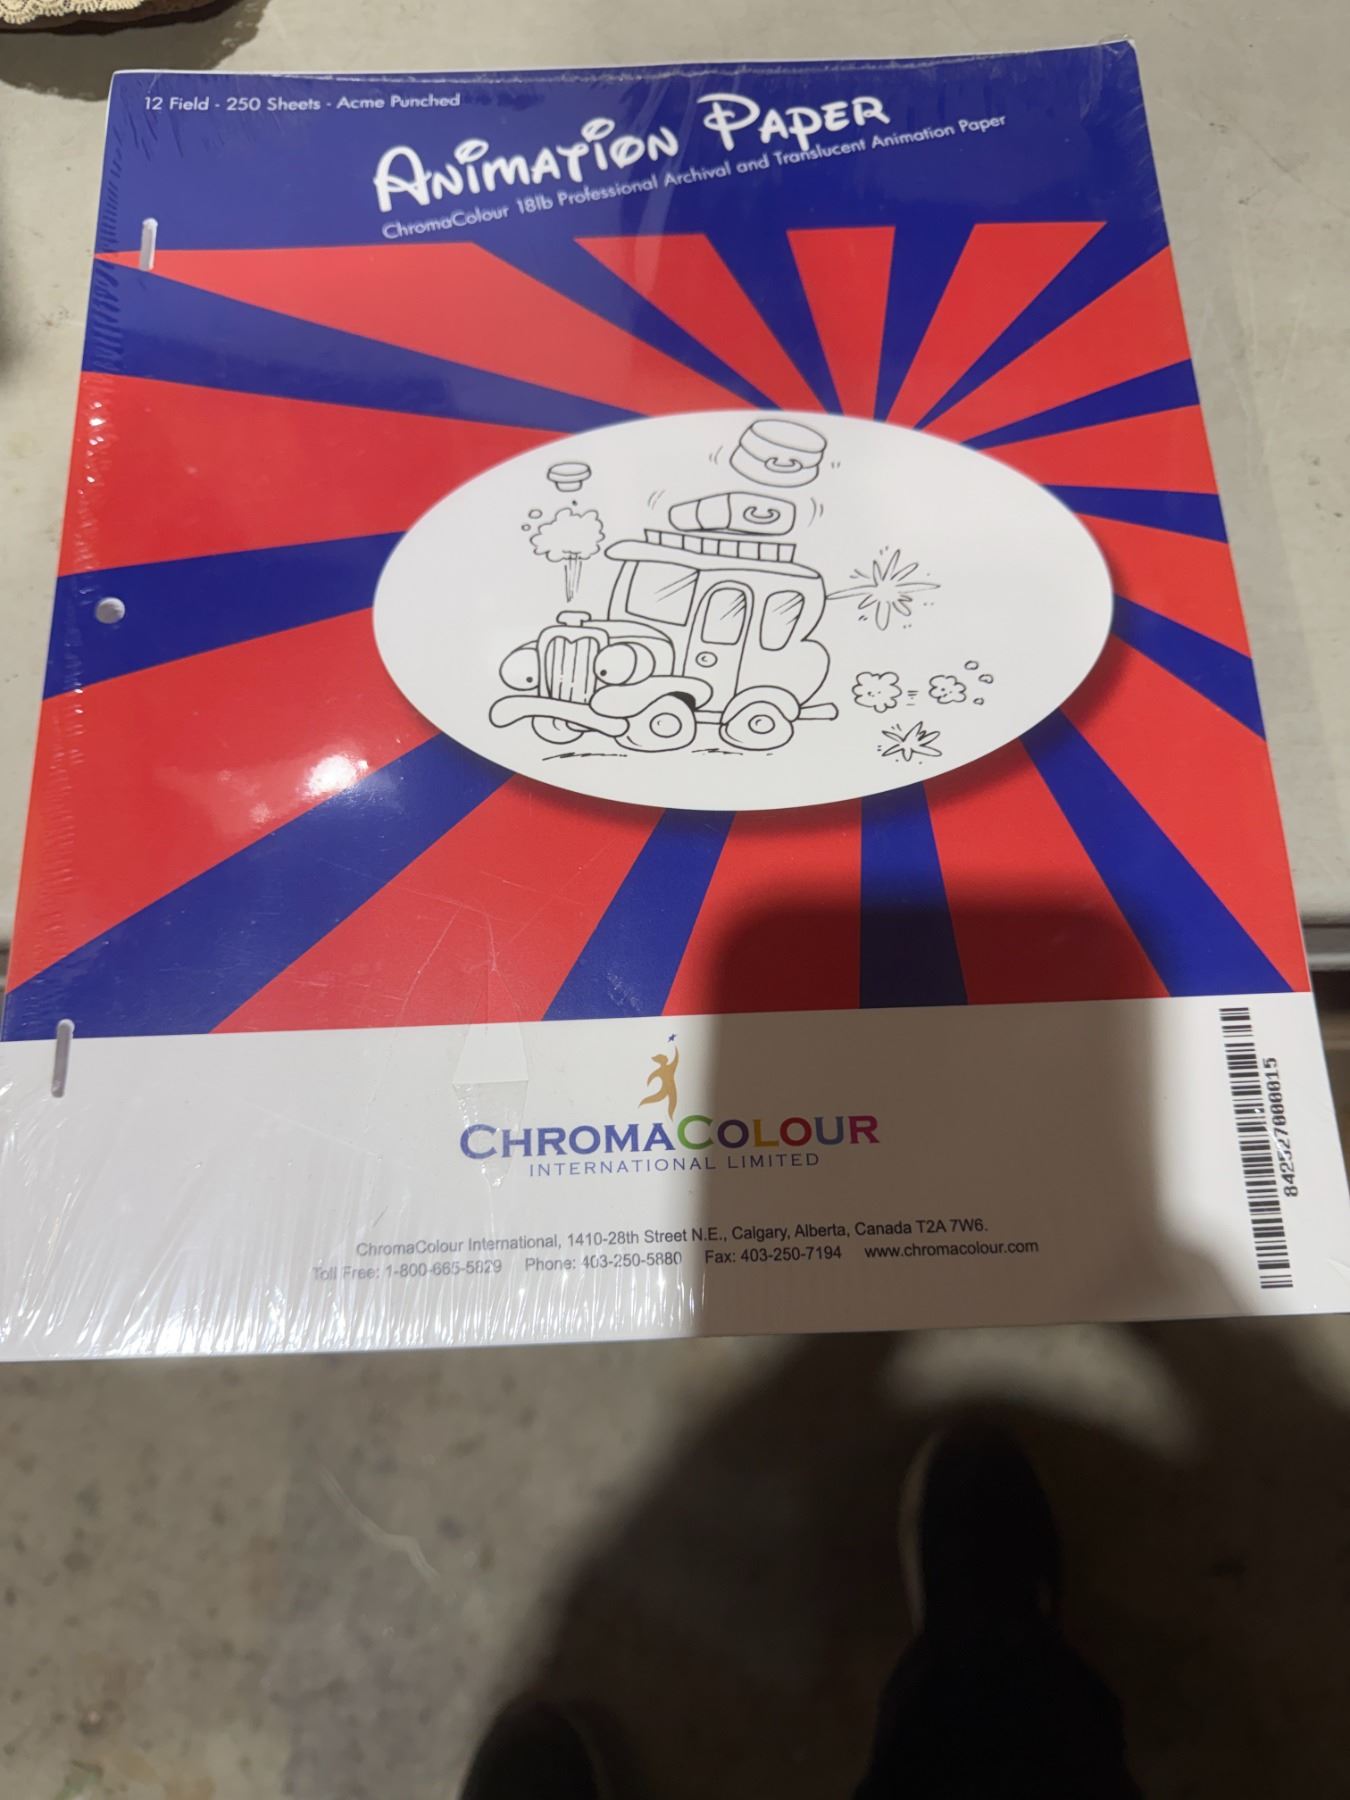 12 Field - 250 Sheets - Acme Punched
ANIMATION PAPER
ChromaColour 18lb Professional Archival and Translucent Animation Paper
C
C
CHROMACOLOUR
INTERNATIONAL LIMITED
ChromaColour International, 1410-28th Street N.E., Calgary, Alberta, Canada T2A 7W6.
Toll Free: 1-800-665-5829 Phone: 403-250-5880 Fax: 403-250-7194 www.chromacolour.com
842527000015